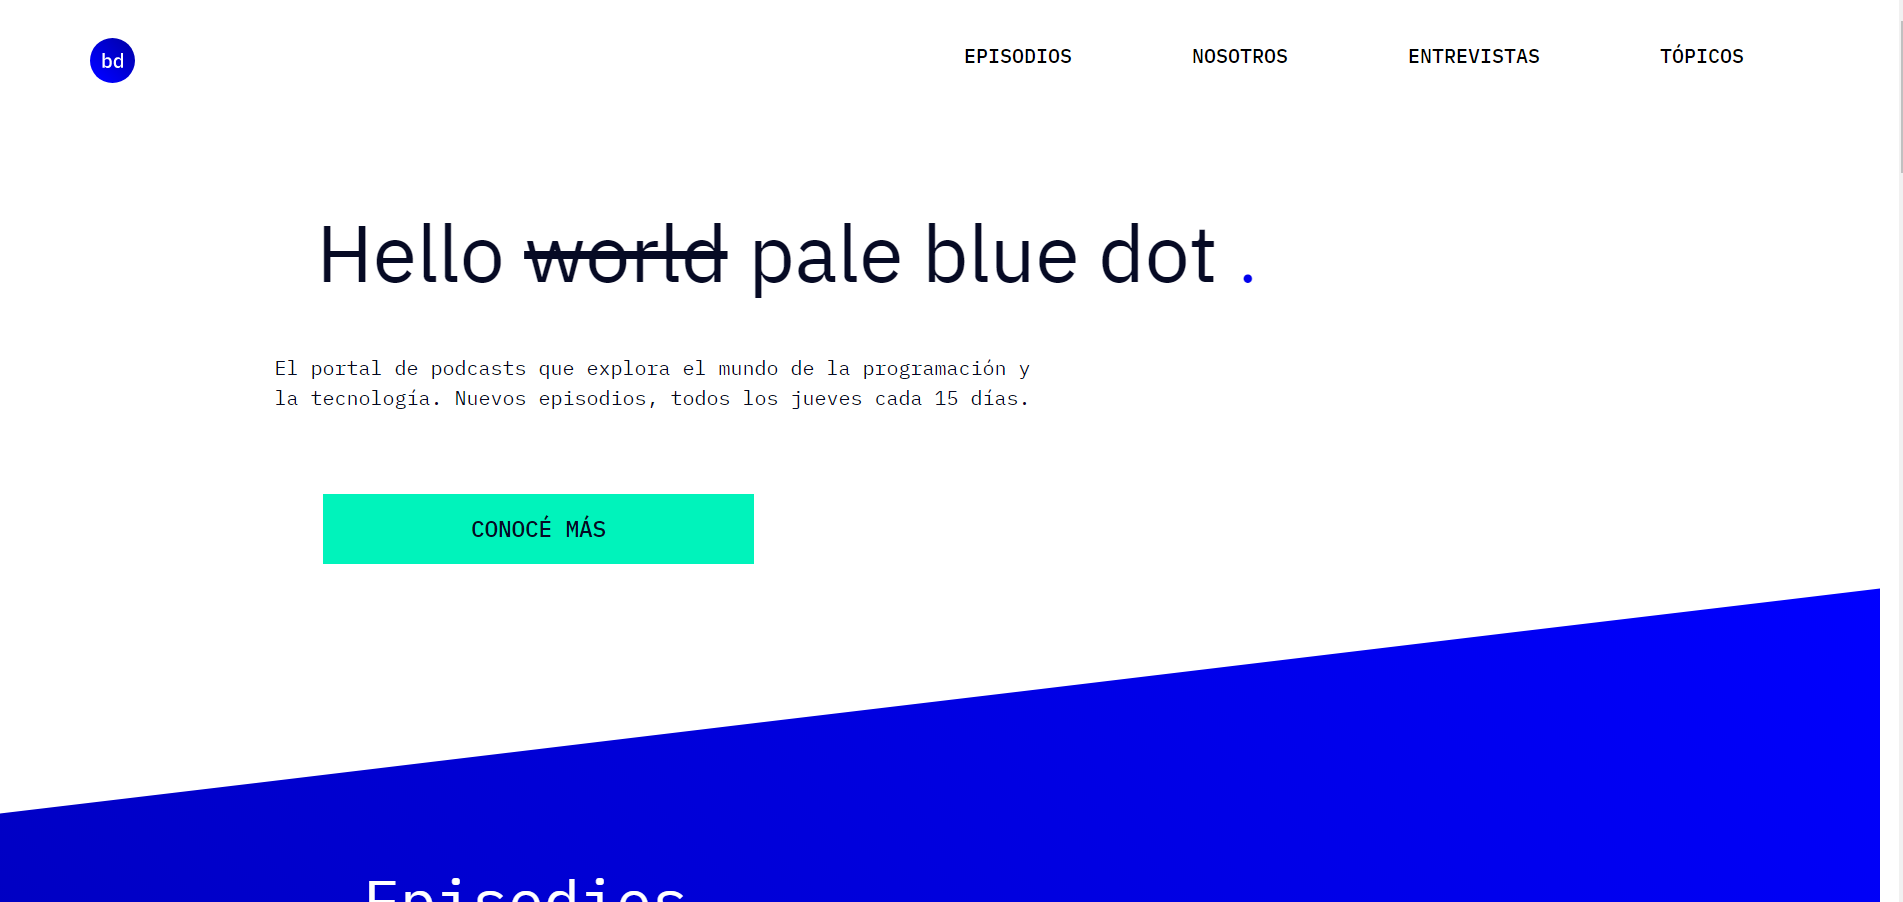 bd
EPISODIOS NOSOTROS ENTREVISTAS TÓPICOS
Hello world pale blue dot .
El portal de podcasts que explora el mundo de la programación y
la tecnología. Nuevos episodios, todos los jueves cada 15 días.
CONOCÉ MÁS
Episodios